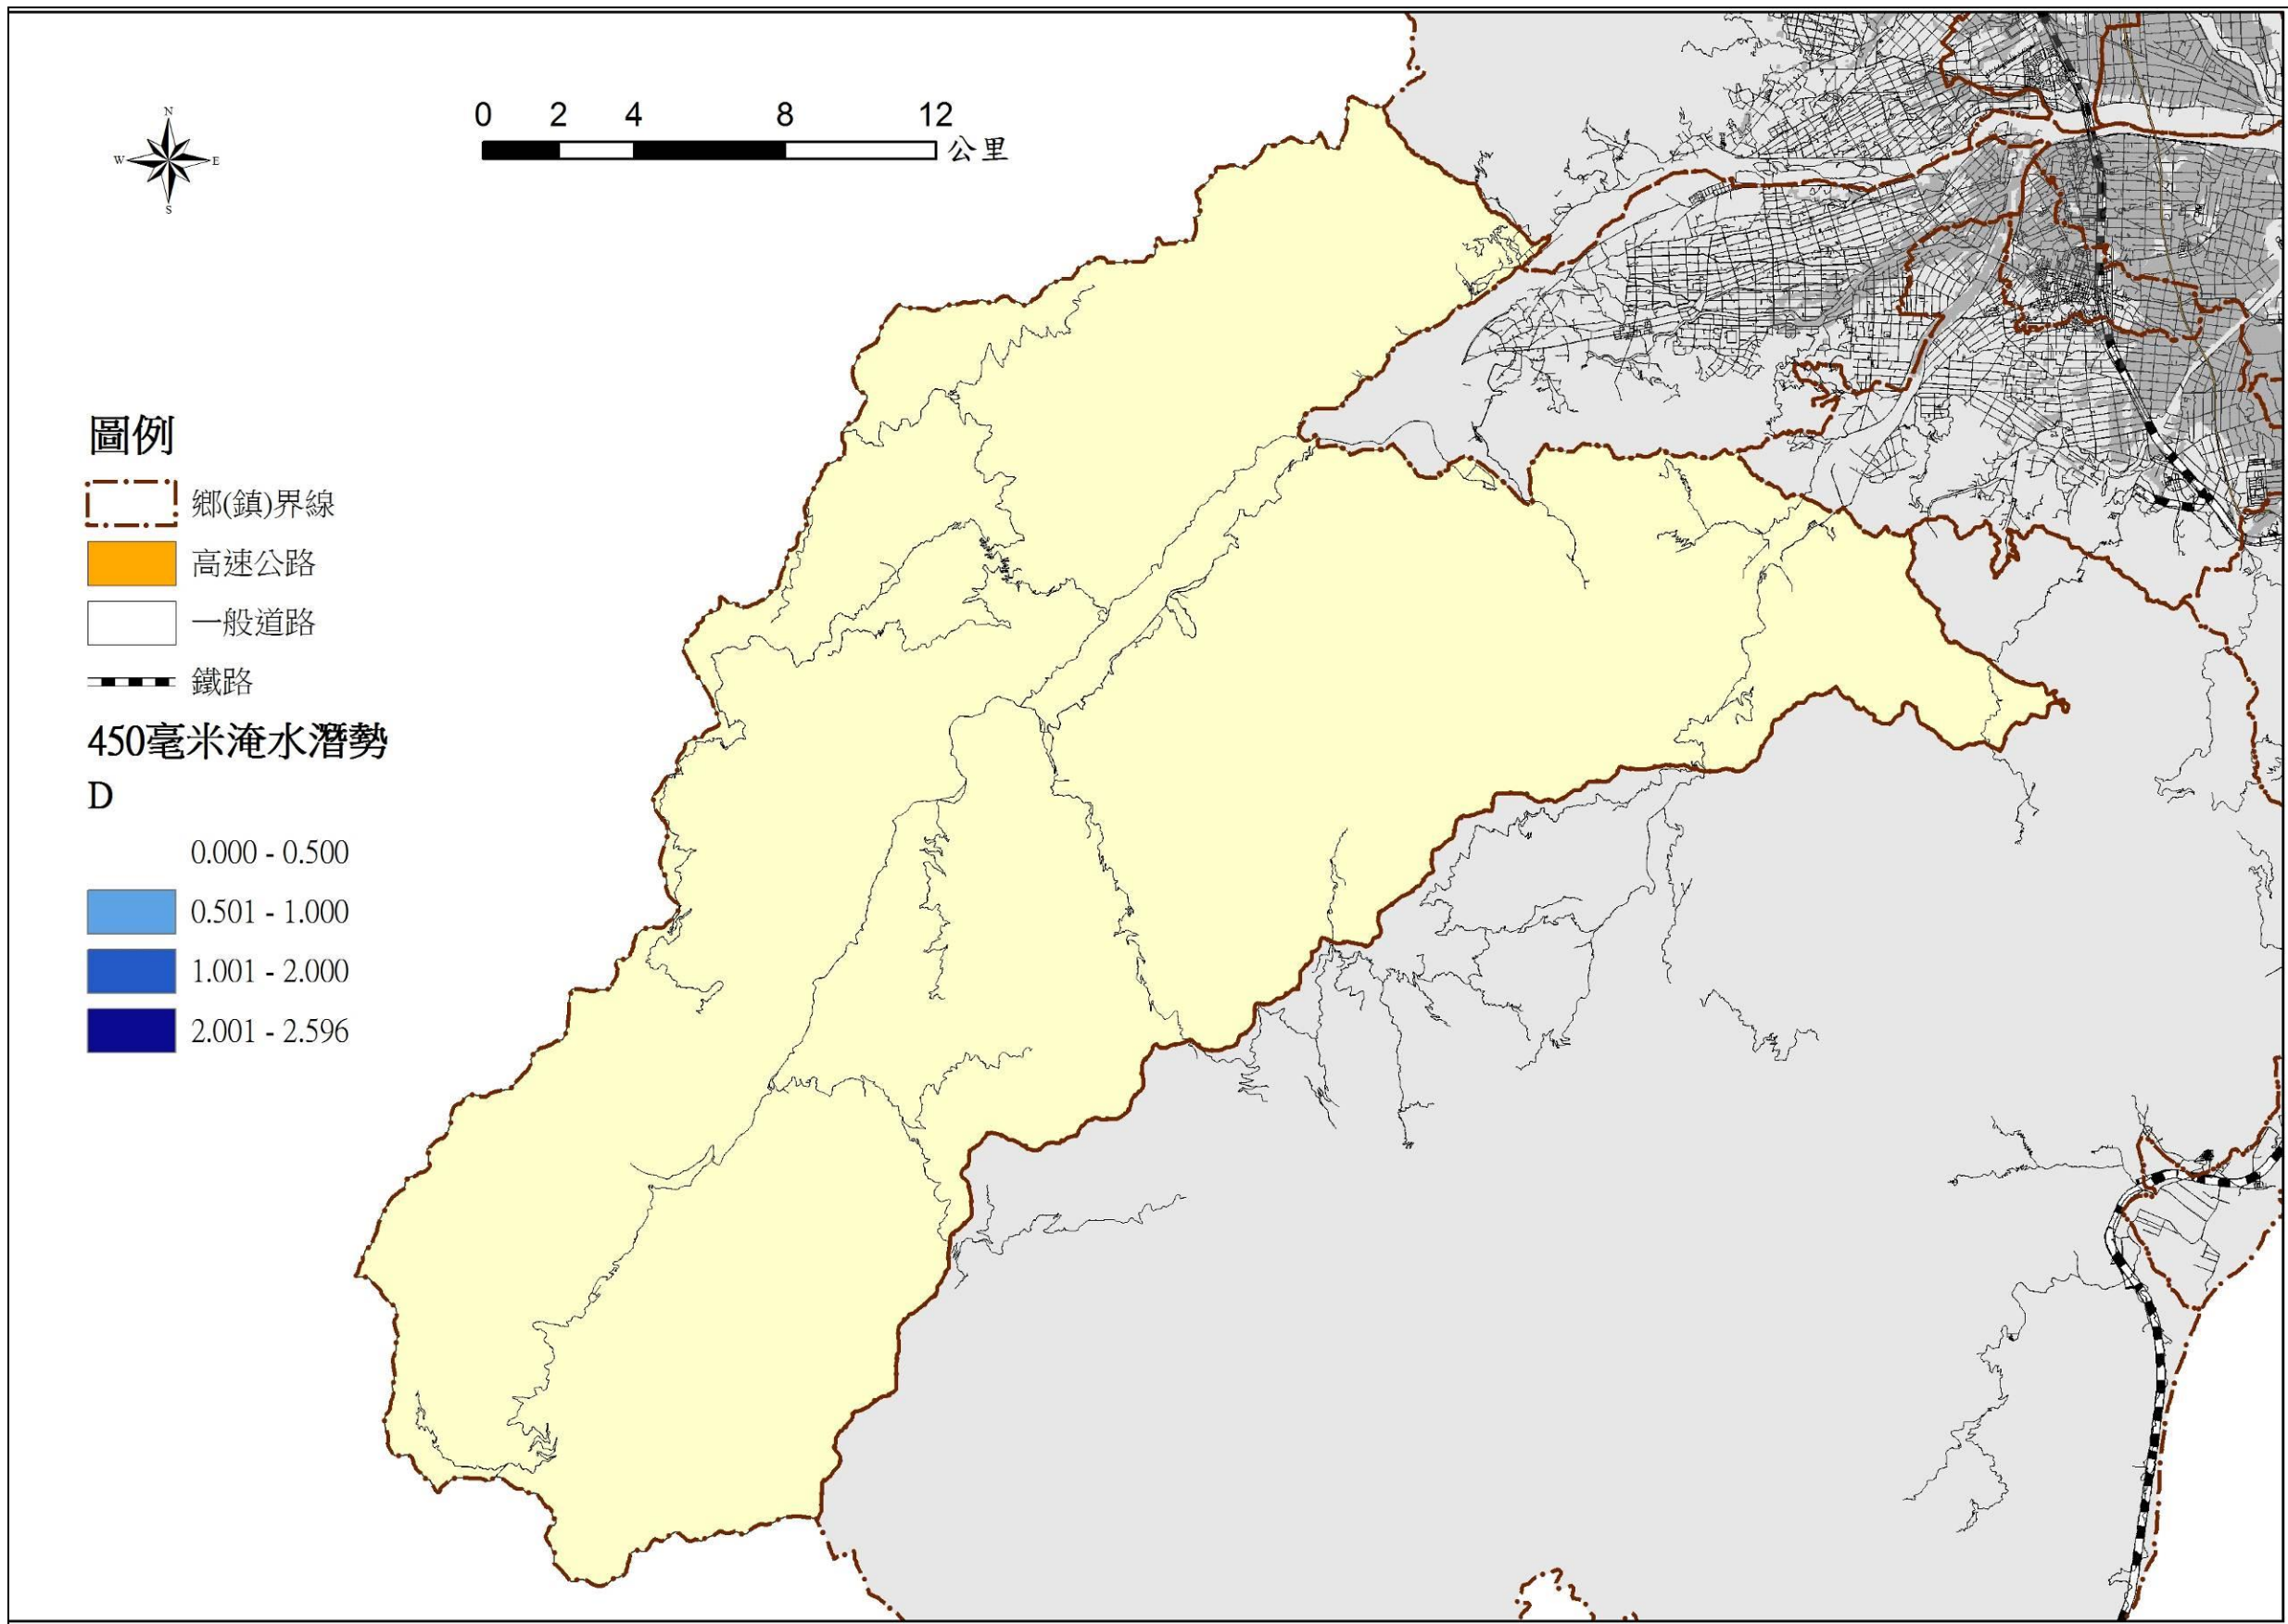 N
W E
S
0 2 4 8 12
公里
圖例
鄉(鎮)界線
高速公路
一般道路
鐵路
450毫米淹水潛勢
D
0.000 - 0.500
0.501 - 1.000
1.001 - 2.000
2.001 - 2.596